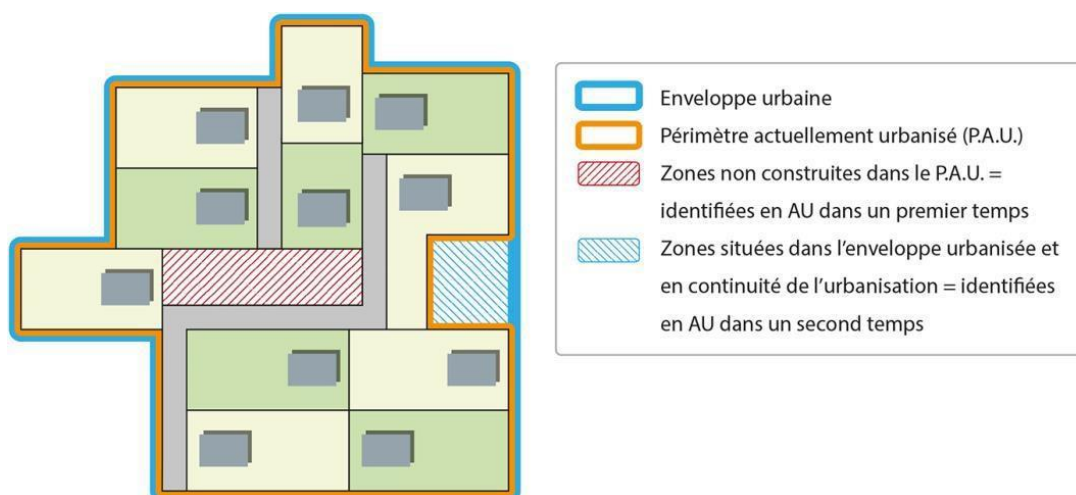 Enveloppe urbaine
Périmètre actuellement urbanisé (P.A.U.)
Zones non construites dans le P.A.U. =
identifiées en AU dans un premier temps
Zones situées dans l'enveloppe urbanisée et
en continuité de l'urbanisation = identifiées
en AU dans un second temps